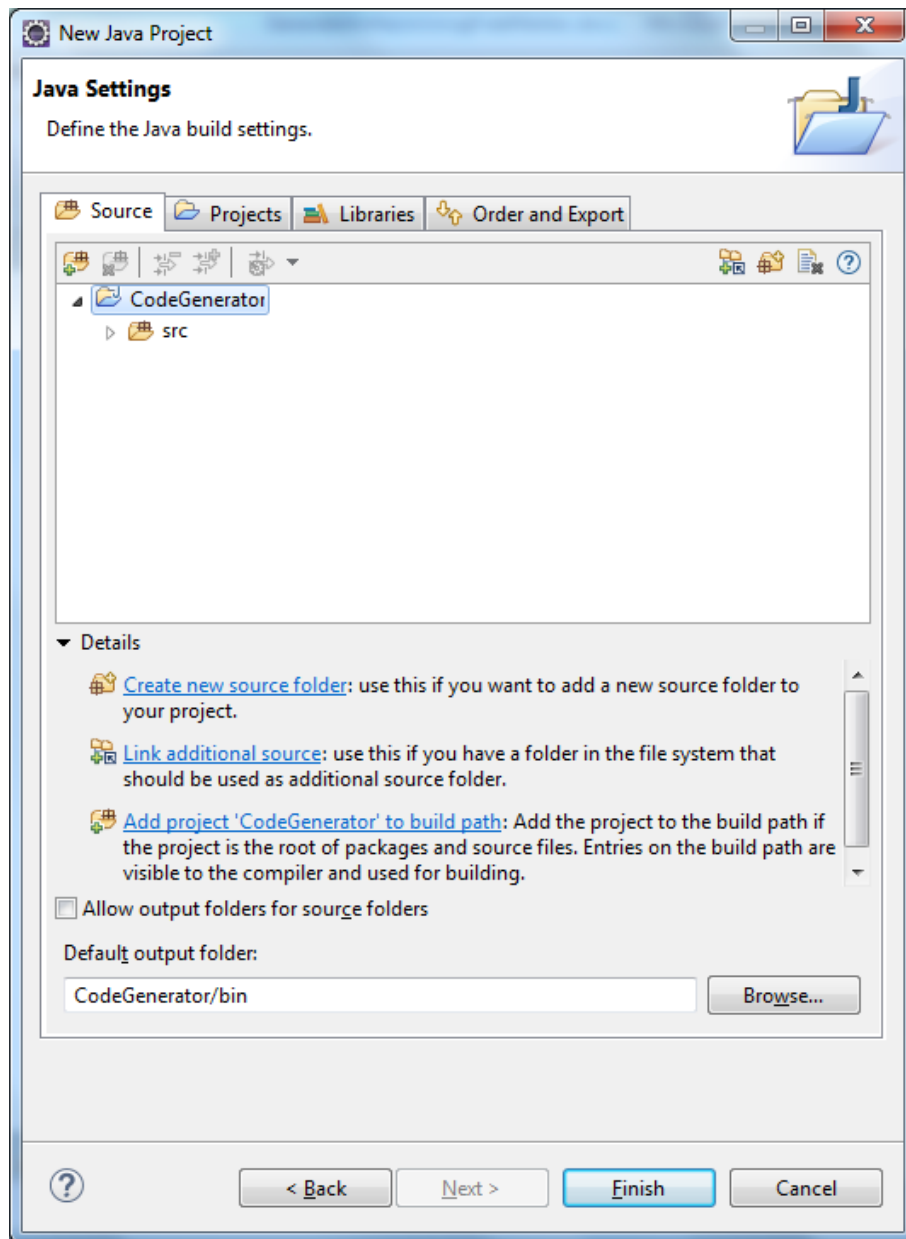 New Java Project
Java Settings
Define the Java build settings.
Source
Projects
Libraries
Order and Export
CodeGenerator
src
Details
Create new source folder: use this if you want to add a new source folder to
your project.
Link additional source: use this if you have a folder in the file system that
should be used as additional source folder.
Add project 'CodeGenerator' to build path: Add the project to the build path if
the project is the root of packages and source files. Entries on the build path are
visible to the compiler and used for building.
Allow output folders for source folders
Default output folder:
CodeGenerator/bin
Browse...
< Back
Next >
Finish
Cancel